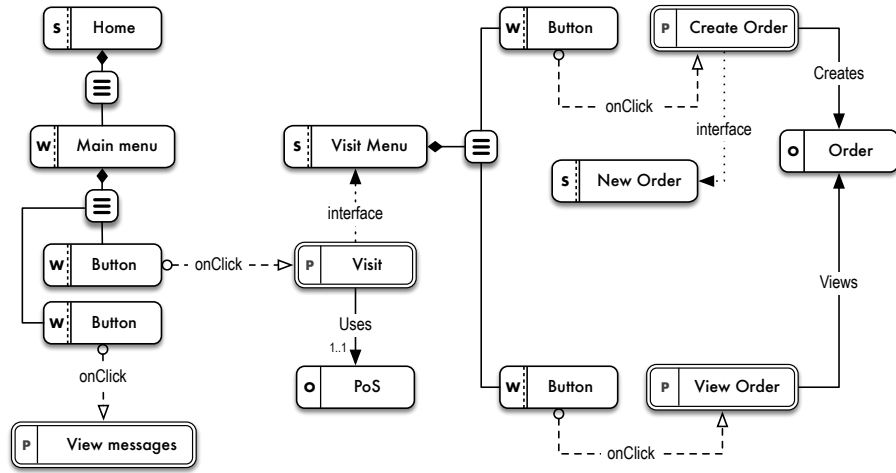 S Home
W Main menu
W Button
W Button
onClick
onClick
P View messages
S Visit Menu
interface
P Visit
Uses
1..1
O PoS
W Button
onClick
P Create Order
Creates
interface
S New Order
O Order
Views
W Button
onClick
P View Order